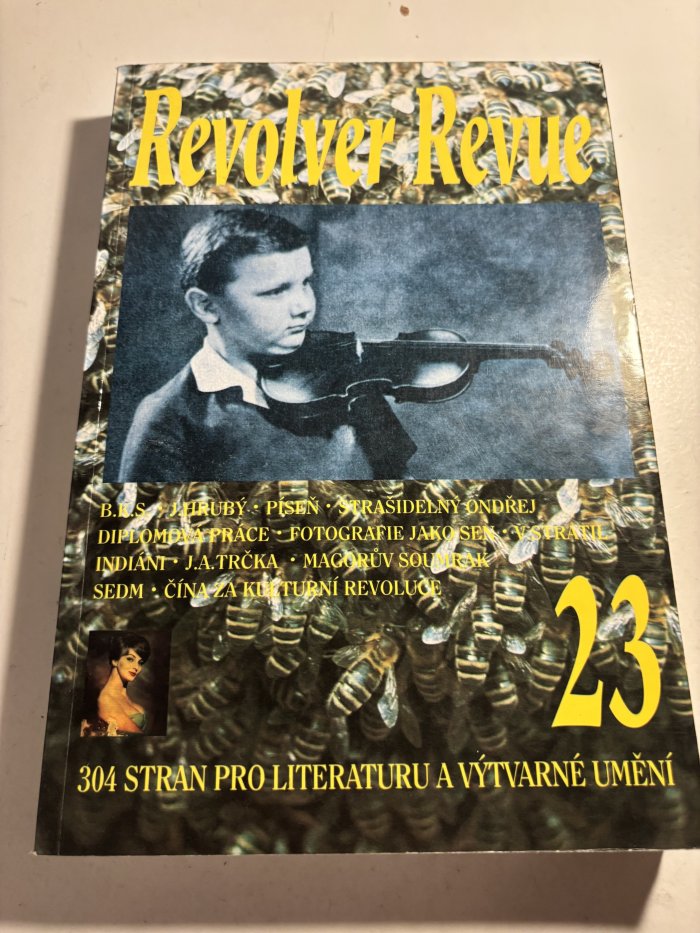 Revolver Revue
B.K.S. · J.HRUBÝ · PÍSEŇ · STRAŠIDELNÝ ONDŘEJ
DIPLOMOVÁ PRÁCE · FOTOGRAFIE JAKO SEN · V.STRATIL
INDIÁNI · J.A.TRČKA · MAGORŮV SOUMRAK
SEDM · ČÍNA ZA KULTURNÍ REVOLUCE
23
304 STRAN PRO LITERATURU A VÝTVARNÉ UMĚNÍ